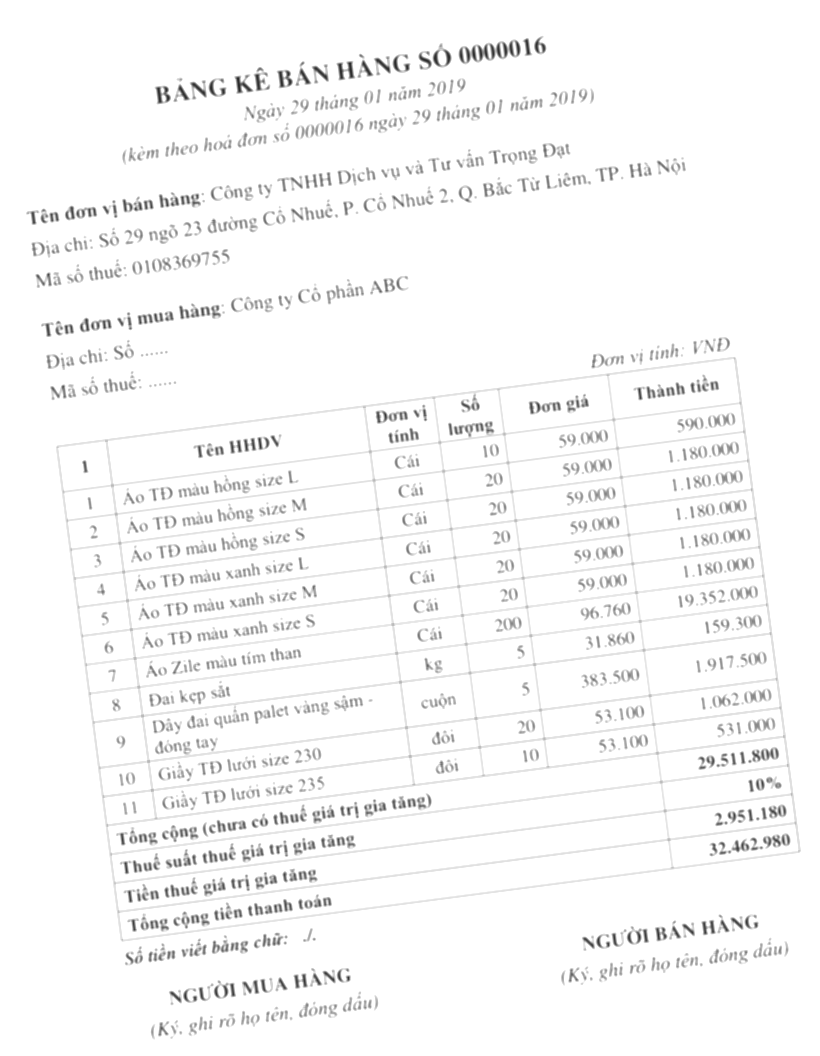 BẢNG KÊ BÁN HÀNG SỐ 0000016
Ngày 29 tháng 01 năm 2019
(kèm theo hoá đơn số 0000016 ngày 29 tháng 01 năm 2019)
Tên đơn vị bán hàng: Công ty TNHH Dịch vụ và Tư vấn Trọng Đạt
Địa chỉ: Số 29 ngõ 23 đường Cổ Nhuế, P. Cổ Nhuế 2, Q. Bắc Từ Liêm, TP. Hà Nội
Mã số thuế: 0108369755
Tên đơn vị mua hàng: Công ty Cổ phần ABC
Địa chỉ: Số ......
Mã số thuế: ......
Đơn vị tính: VNĐ
1 Tên HHDV Đơn vị tính Số lượng Đơn giá Thành tiền
1 Áo TĐ màu hồng size L Cái 10 59.000 590.000
2 Áo TĐ màu hồng size M Cái 20 59.000 1.180.000
3 Áo TĐ màu hồng size S Cái 20 59.000 1.180.000
4 Áo TĐ màu xanh size L Cái 20 59.000 1.180.000
5 Áo TĐ màu xanh size M Cái 20 59.000 1.180.000
6 Áo TĐ màu xanh size S Cái 20 59.000 1.180.000
7 Áo Zile màu tím than Cái 200 96.760 19.352.000
8 Đai kẹp sắt kg 5 31.860 159.300
9 Dây đai quấn palet vàng sậm - đóng tay cuộn 5 383.500 1.917.500
10 Giầy TĐ lưới size 230 đôi 20 53.100 1.062.000
11 Giầy TĐ lưới size 235 đôi 10 53.100 531.000
Tổng cộng (chưa có thuế giá trị gia tăng) 29.511.800
Thuế suất thuế giá trị gia tăng 10%
Tiền thuế giá trị gia tăng 2.951.180
Tổng cộng tiền thanh toán 32.462.980
Số tiền viết bằng chữ: ./.
NGƯỜI MUA HÀNG NGƯỜI BÁN HÀNG
(Ký, ghi rõ họ tên, đóng dấu) (Ký, ghi rõ họ tên, đóng dấu)